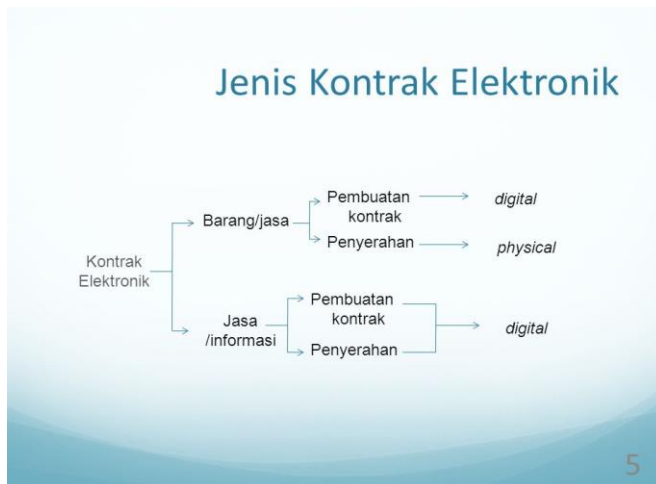 Jenis Kontrak Elektronik
Kontrak
Elektronik
Barang/jasa
Pembuatan
kontrak
digital
Penyerahan
physical
Jasa
/informasi
Pembuatan
kontrak
Penyerahan
digital
5